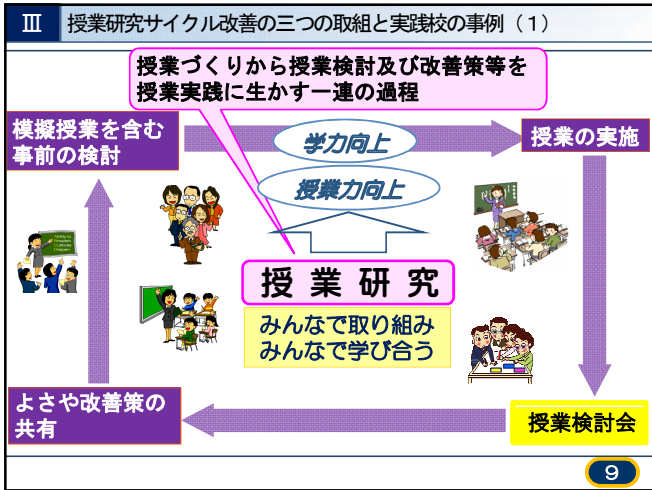 Ⅲ 授業研究サイクル改善の三つの取組と実践校の事例（1）
授業づくりから授業検討及び改善策等を
授業実践に生かす一連の過程
模擬授業を含む
事前の検討
学力向上
授業の実施
授業力向上
授業研究
みんなで取り組み
みんなで学び合う
よさや改善策の
共有
授業検討会
9